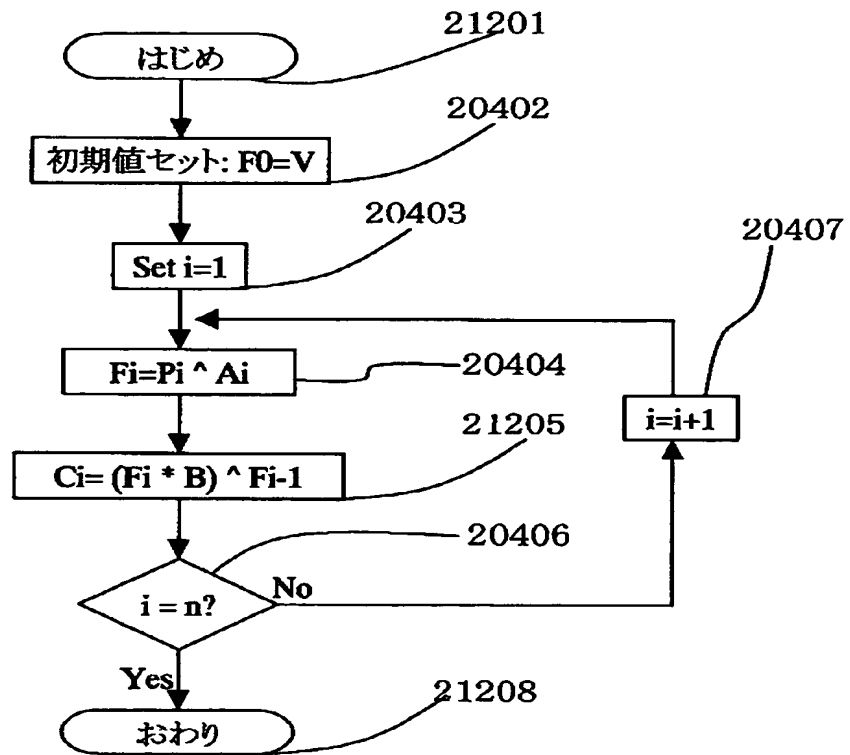 21201
はじめ
20402
初期値セット: F0=V
20403
Set i=1
20407
Fi=Pi ^ Ai
20404
i=i+1
21205
Ci= (Fi * B) ^ Fi-1
20406
i = n?
No
Yes
21208
おわり